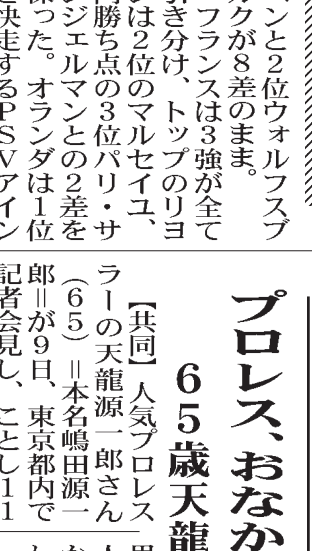 ンと２位ウォルフスブ
クが８差のまま。
フランスは３強が全て
引き分け、トップのリヨ
ンは２位のマルセイユ、
同勝ち点の３位パリ・サ
ンジェルマンとの２差を
保った。オランダは１位
を快走するＰＳＶアイン
プロレス、おなか
６５歳天龍
【共同】人気プロレス
ラーの天龍源一郎さん
（６５）＝本名嶋田源一
郎＝が９日、東京都内で
記者会見し、ことし１１